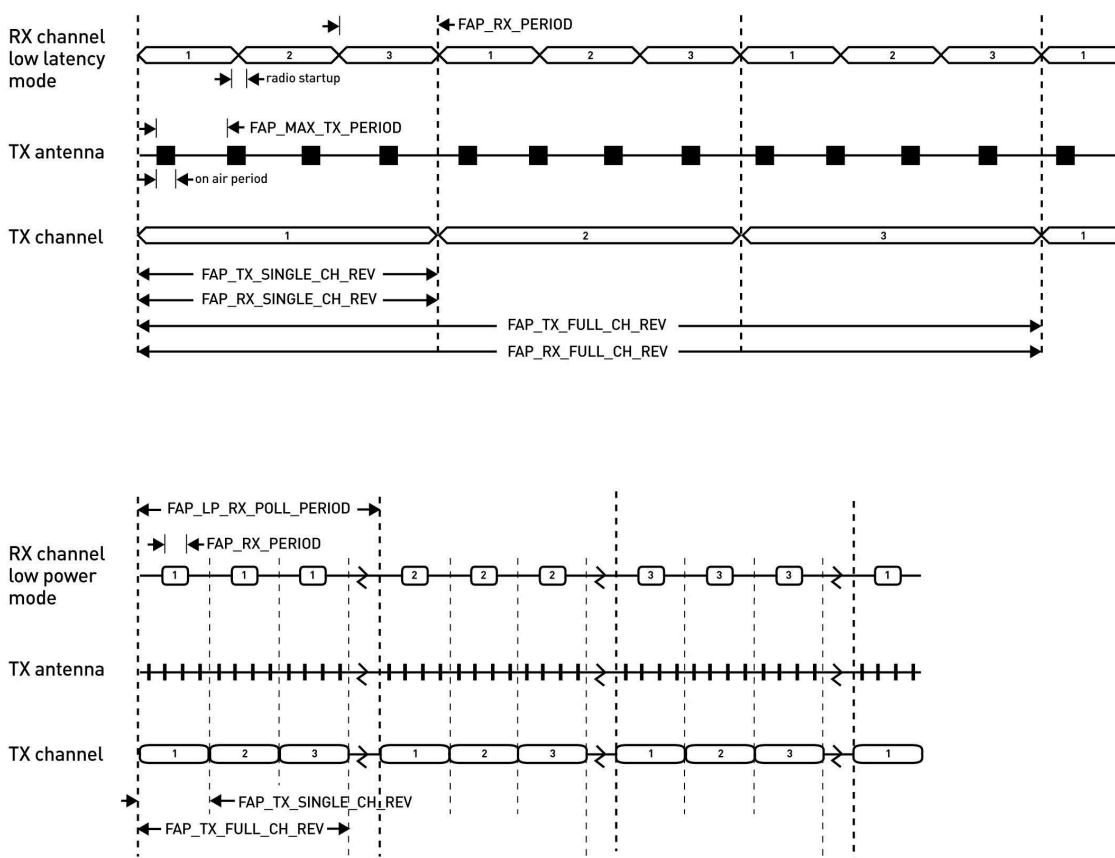 FAP_RX_PERIOD
RX channel
low latency
mode
1 2 3 1 2 3 1 2 3 1
radio startup
FAP_MAX_TX_PERIOD
TX antenna
on air period
TX channel
1 2 3 1
FAP_TX_SINGLE_CH_REV
FAP_RX_SINGLE_CH_REV
FAP_TX_FULL_CH_REV
FAP_RX_FULL_CH_REV
FAP_LP_RX_POLL_PERIOD
FAP_RX_PERIOD
RX channel
low power
mode
1 1 1 2 2 2 3 3 3 1
TX antenna
TX channel
1 2 3 1 2 3 1 2 3 1
FAP_TX_SINGLE_CH_REV
FAP_TX_FULL_CH_REV